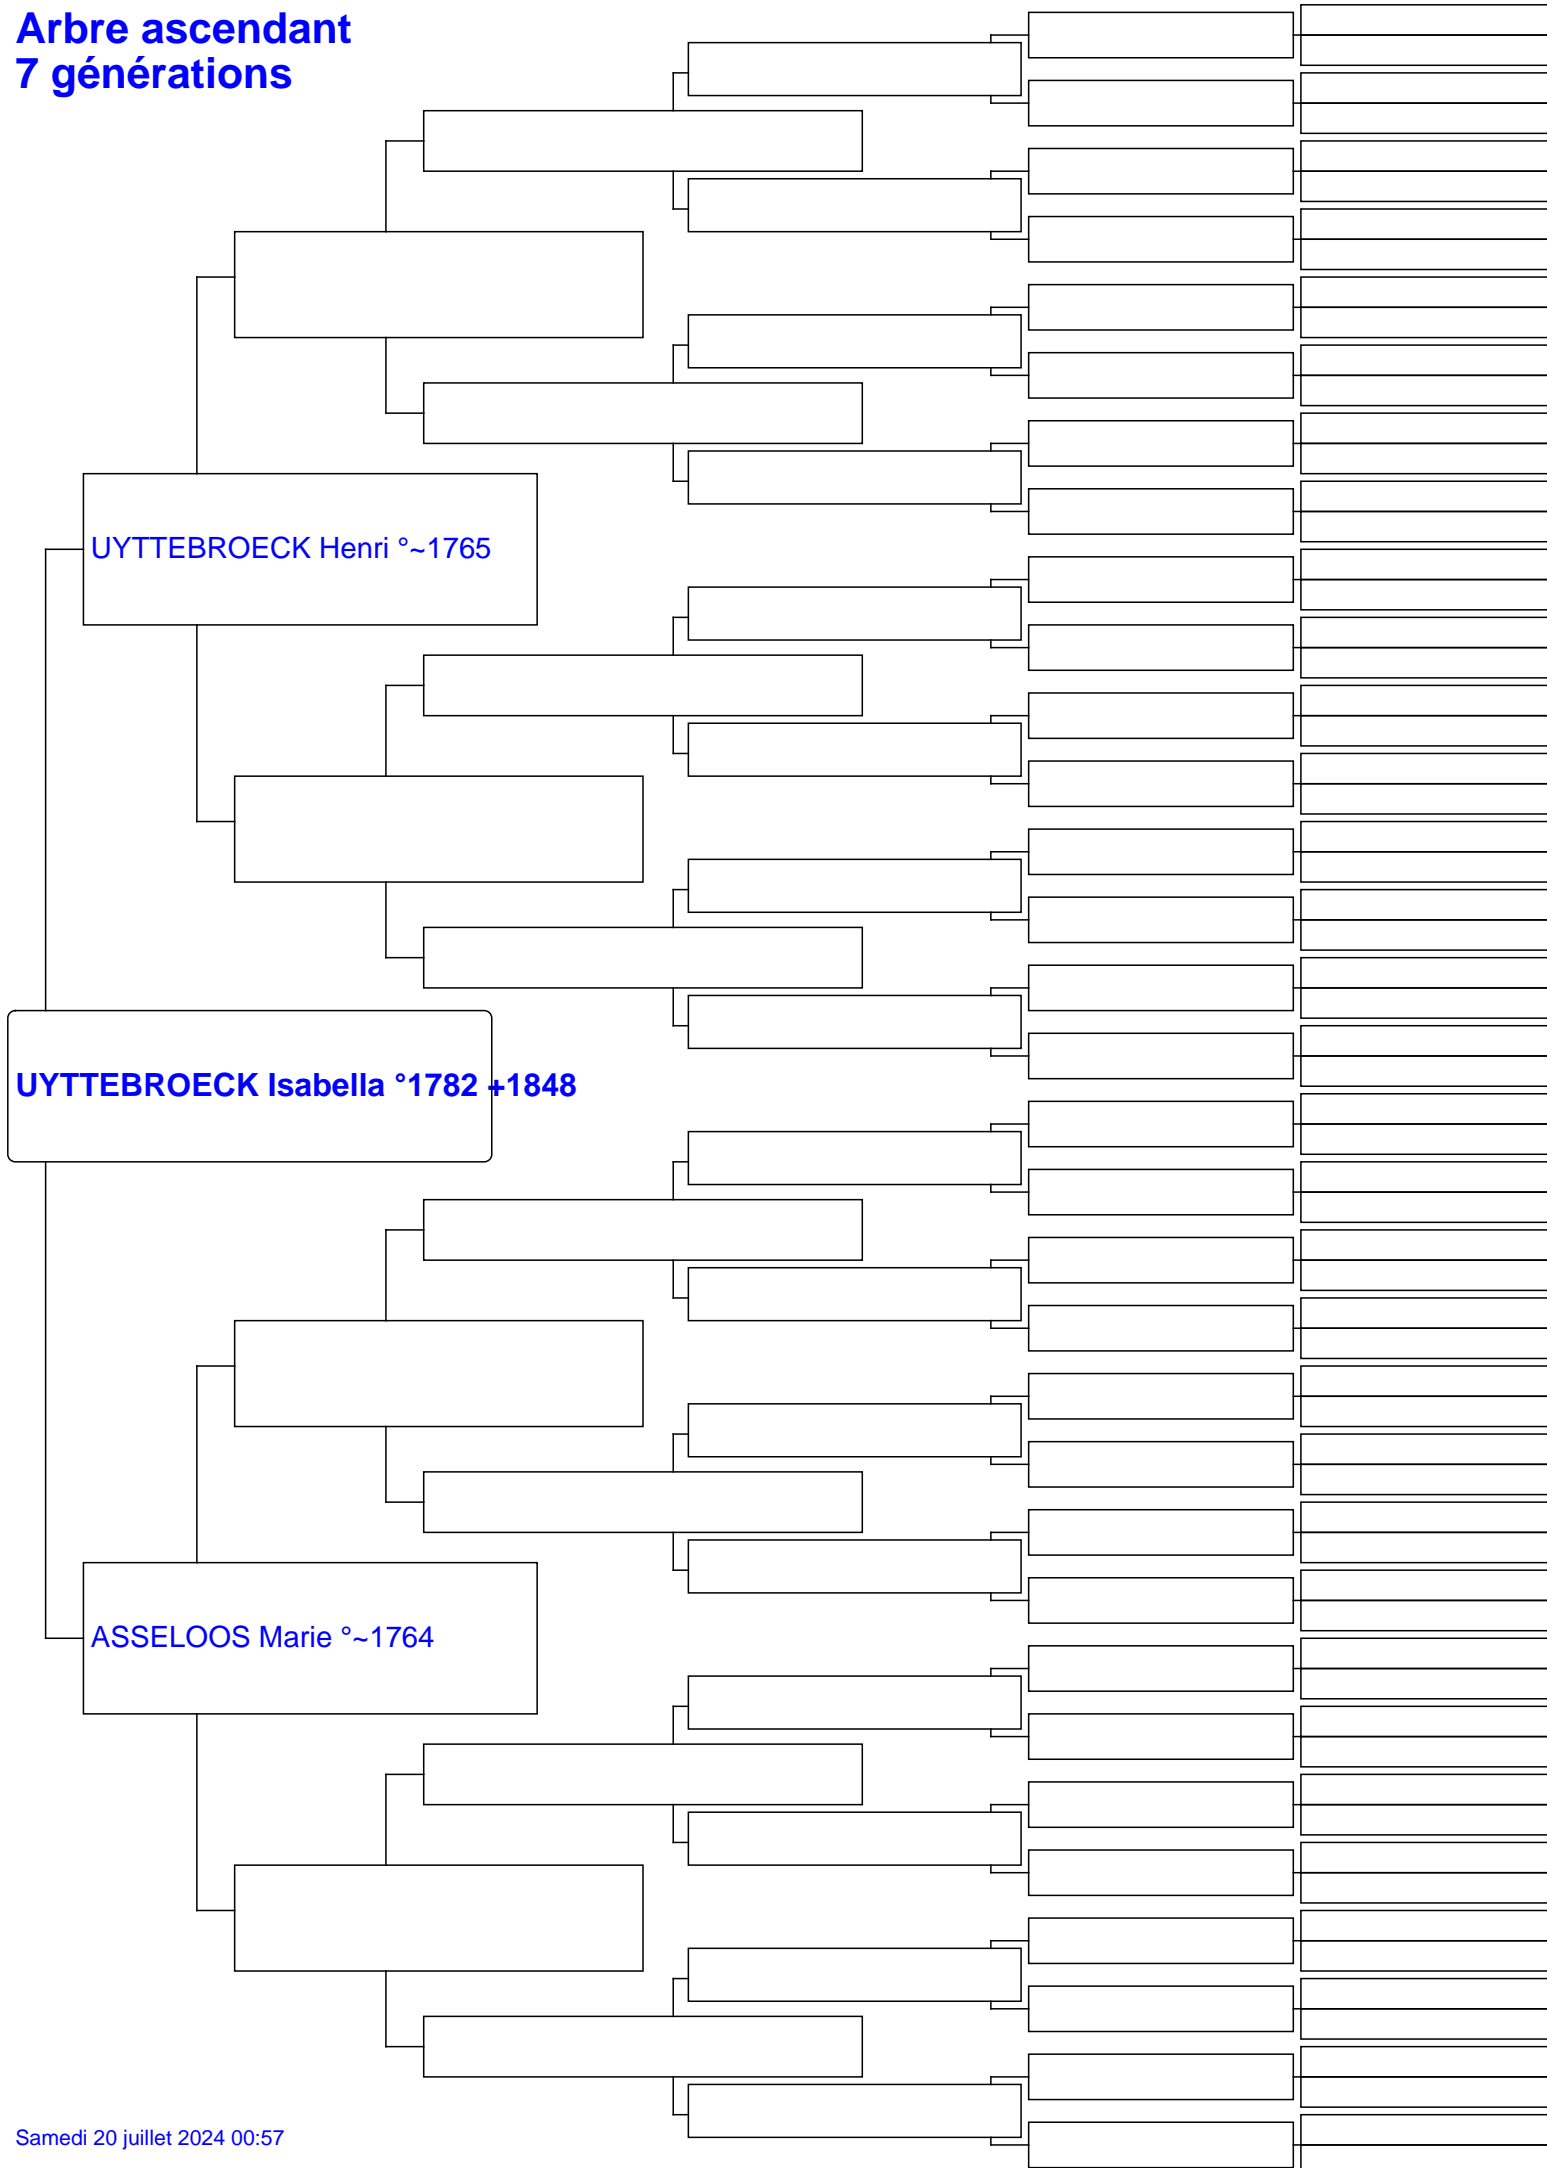 Arbre ascendant
7 générations
UYTTEBROECK Henri °~1765
UYTTEBROECK Isabella °1782 +1848
ASSELOOS Marie °~1764
Samedi 20 juillet 2024 00:57